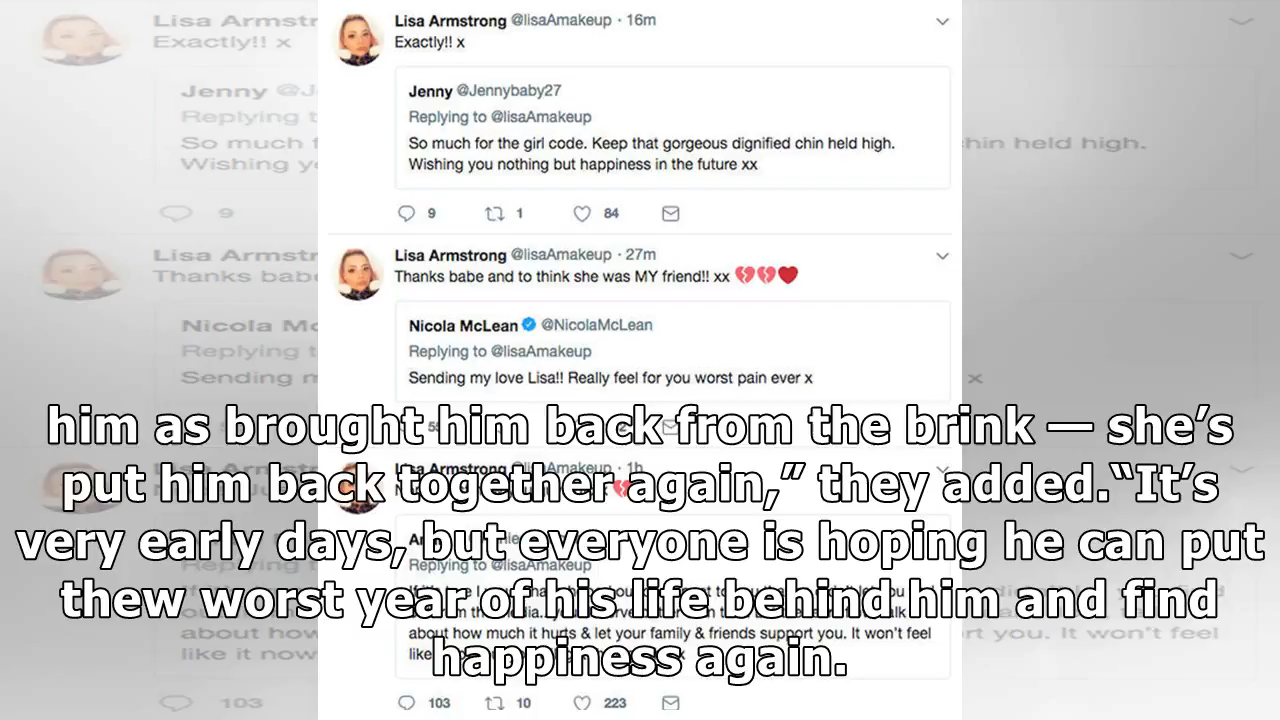 Lisa Armstrong @lisaAmakeup · 16m
Exactly!! x
Jenny @Jennybaby27
Replying to @lisaAmakeup
So much for the girl code. Keep that gorgeous dignified chin held high.
Wishing you nothing but happiness in the future xx
9 1 84
Lisa Armstrong @lisaAmakeup · 27m
Thanks babe and to think she was MY friend!! xx 💔💔❤️
Nicola McLean @NicolaMcLean
Replying to @lisaAmakeup
Sending my love Lisa!! Really feel for you worst pain ever x
him as brought him back from the brink — she’s
put him back together again,” they added.“It’s
very early days, but everyone is hoping he can put
thew worst year of his life behind him and find
happiness again.
Lisa Armstrong @lisaAmakeup · 1h
Replying to @lisaAmakeup
about how much it hurts & let your family & friends support you. It won't feel
like
103 10 223